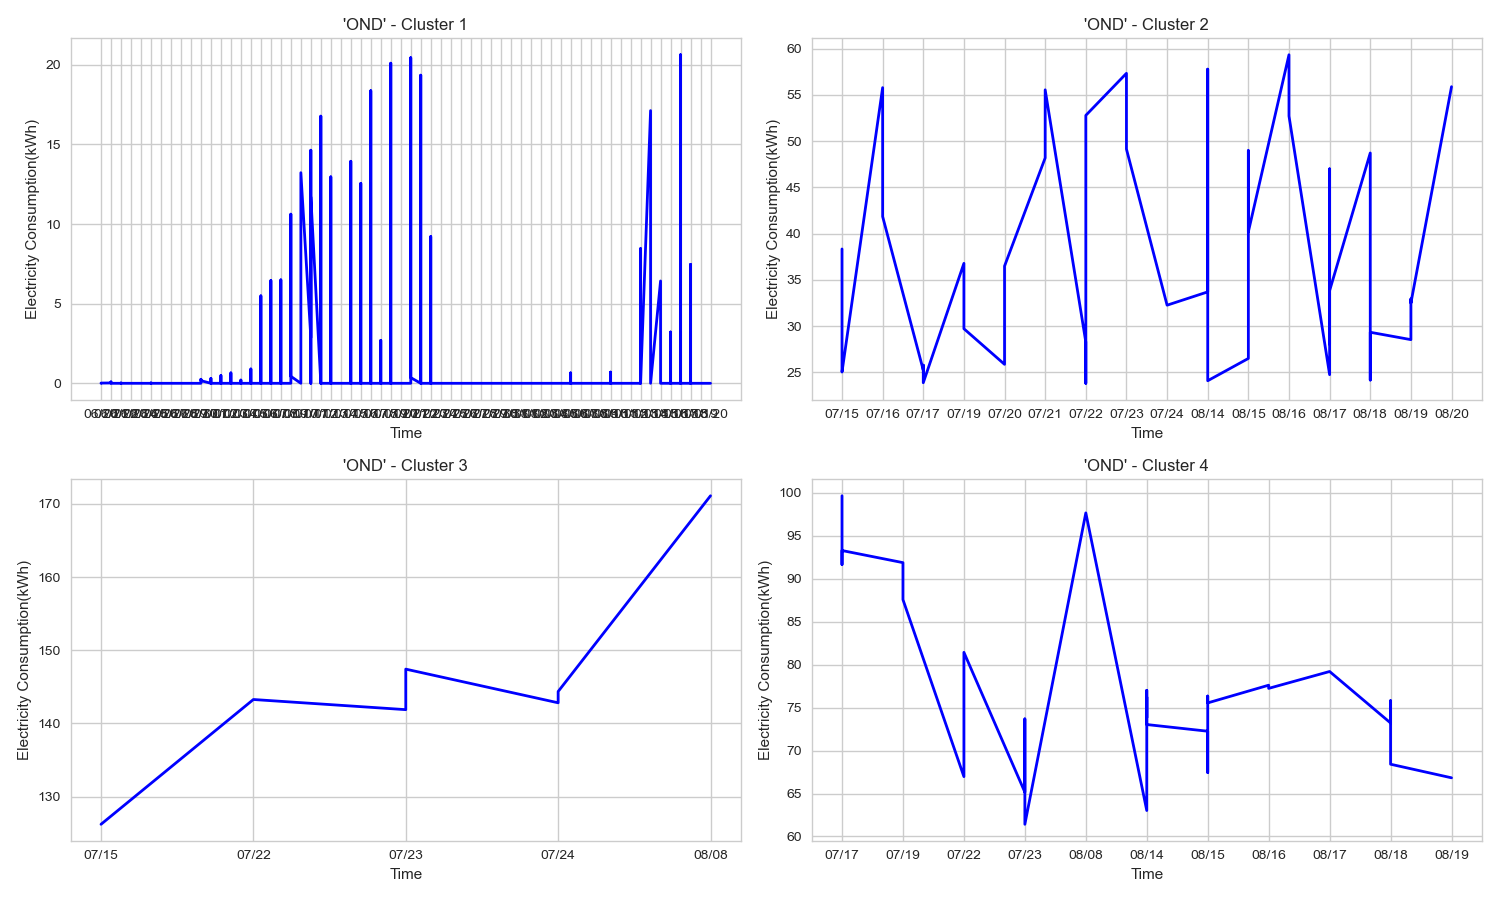 'OND' - Cluster 1
Electricity Consumption(kWh)
20
15
10
5
0
Time
'OND' - Cluster 2
Electricity Consumption(kWh)
60
55
50
45
40
35
30
25
07/15 07/16 07/17 07/19 07/20 07/21 07/22 07/23 07/24 08/14 08/15 08/16 08/17 08/18 08/19 08/20
Time
'OND' - Cluster 3
Electricity Consumption(kWh)
170
160
150
140
130
07/15 07/22 07/23 07/24 08/08
Time
'OND' - Cluster 4
Electricity Consumption(kWh)
100
95
90
85
80
75
70
65
60
07/17 07/19 07/22 07/23 08/08 08/14 08/15 08/16 08/17 08/18 08/19
Time